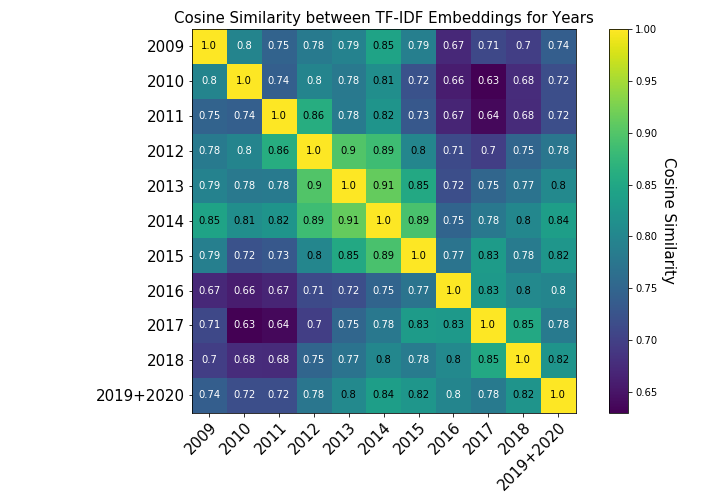 Cosine Similarity between TF-IDF Embeddings for Years
2009 1.0 0.8 0.75 0.78 0.79 0.85 0.79 0.67 0.71 0.7 0.74
2010 0.8 1.0 0.74 0.8 0.78 0.81 0.72 0.66 0.63 0.68 0.72
2011 0.75 0.74 1.0 0.86 0.78 0.82 0.73 0.67 0.64 0.68 0.72
2012 0.78 0.8 0.86 1.0 0.9 0.89 0.8 0.71 0.7 0.75 0.78
2013 0.79 0.78 0.78 0.9 1.0 0.91 0.85 0.72 0.75 0.77 0.8
2014 0.85 0.81 0.82 0.89 0.91 1.0 0.89 0.75 0.78 0.8 0.84
2015 0.79 0.72 0.73 0.8 0.85 0.89 1.0 0.77 0.83 0.78 0.82
2016 0.67 0.66 0.67 0.71 0.72 0.75 0.77 1.0 0.83 0.8 0.8
2017 0.71 0.63 0.64 0.7 0.75 0.78 0.83 0.83 1.0 0.85 0.78
2018 0.7 0.68 0.68 0.75 0.77 0.8 0.78 0.8 0.85 1.0 0.82
2019+2020 0.74 0.72 0.72 0.78 0.8 0.84 0.82 0.8 0.78 0.82 1.0
2009 2010 2011 2012 2013 2014 2015 2016 2017 2018 2019+2020
1.00
0.95
0.90
0.85
0.80
0.75
0.70
0.65
Cosine Similarity